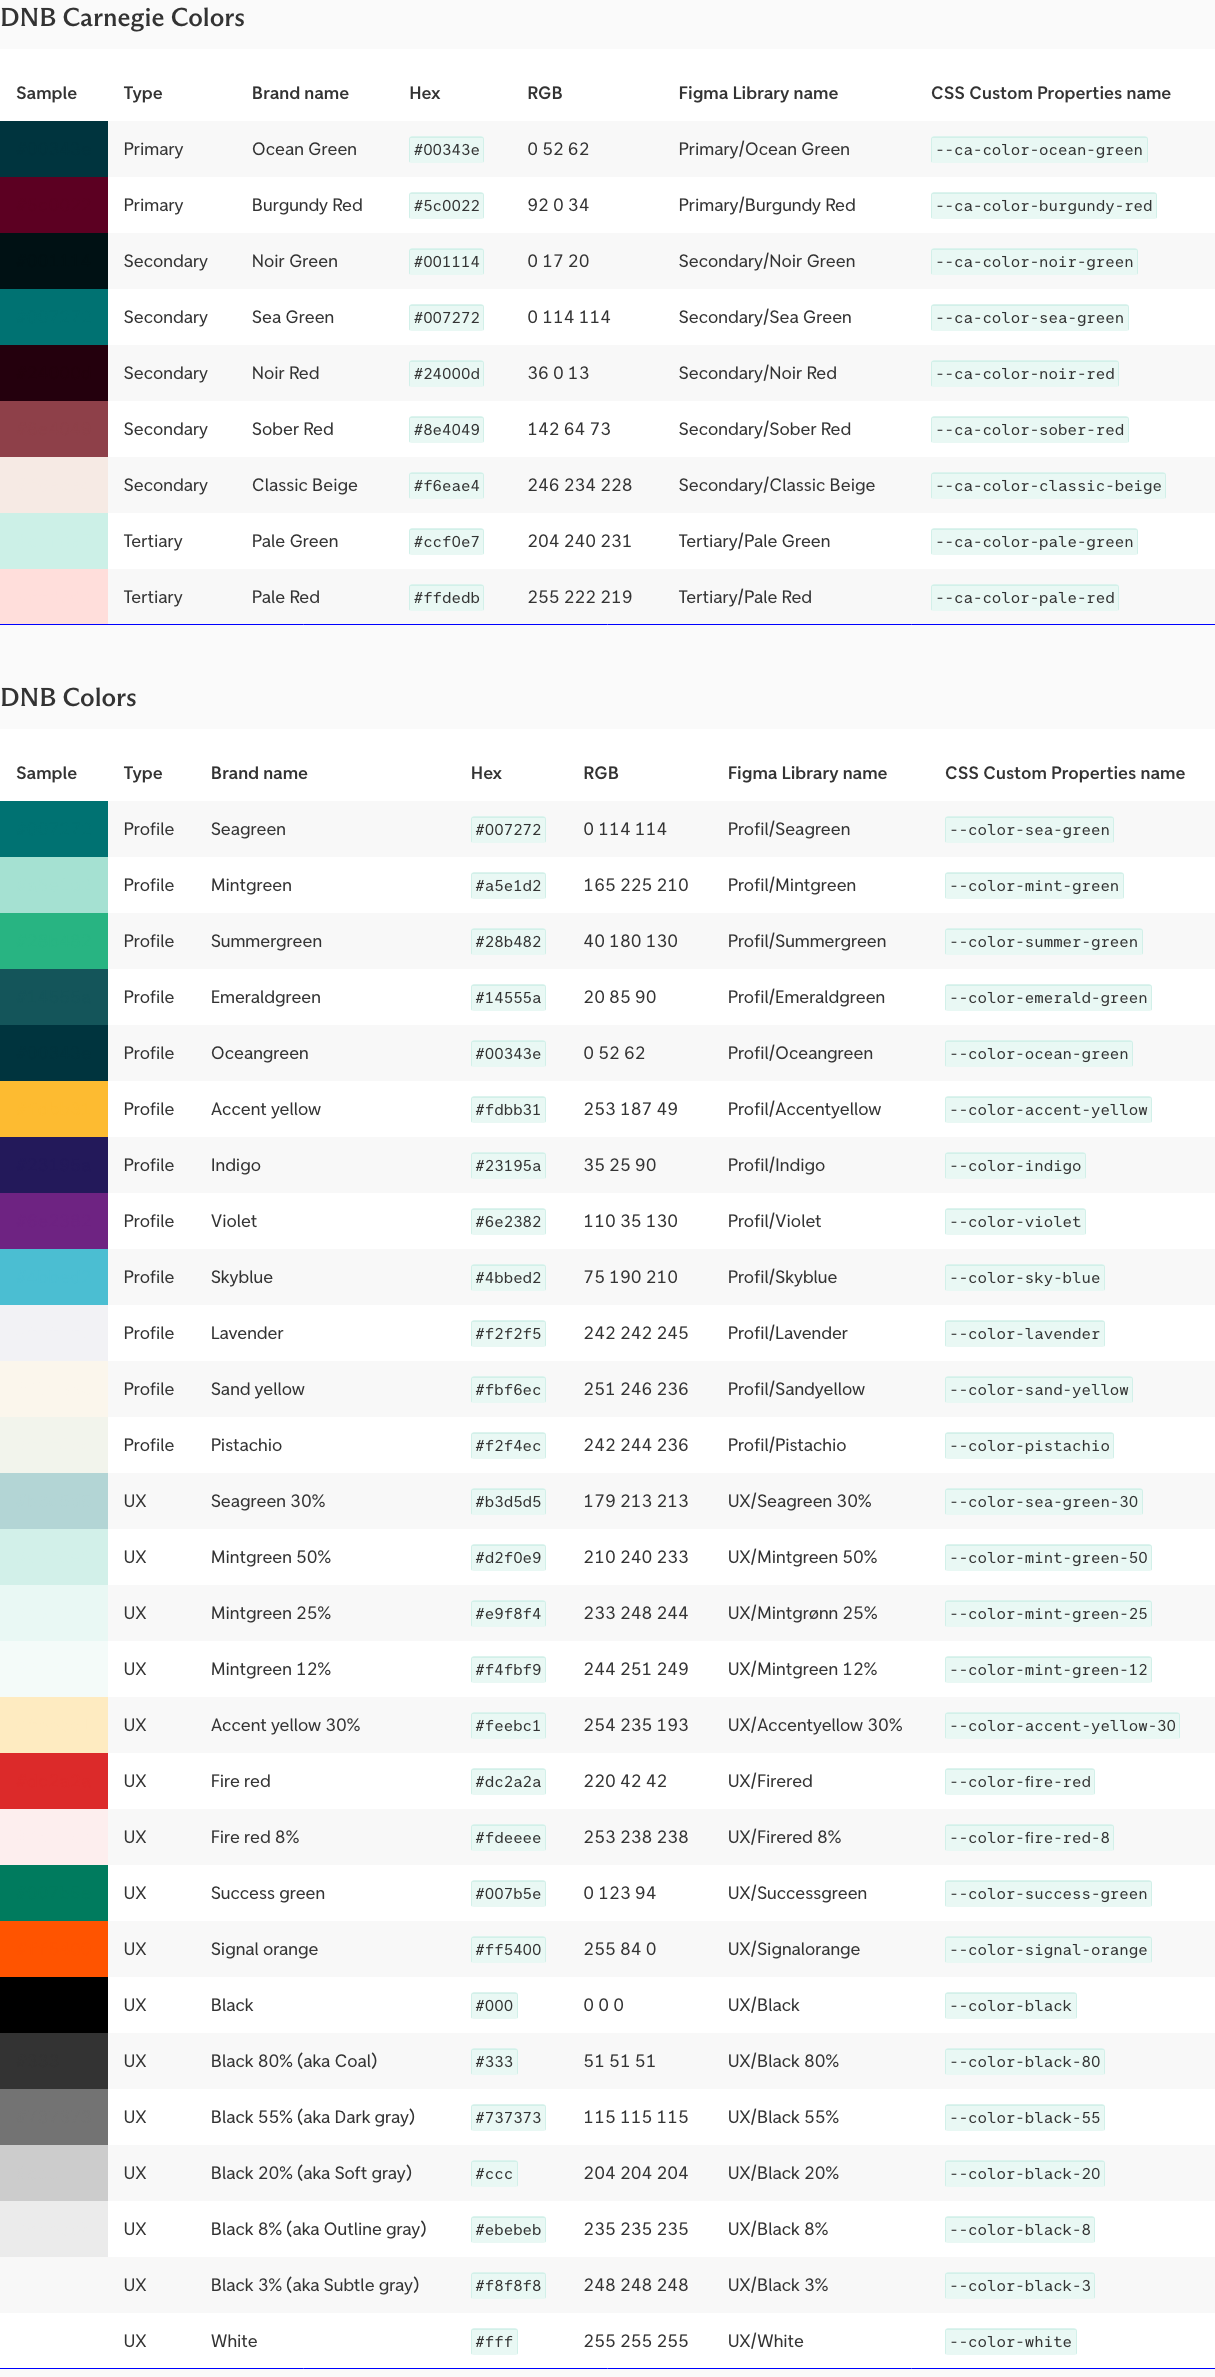 DNB Carnegie Colors
Sample Type Brand name Hex RGB Figma Library name CSS Custom Properties name
Primary Ocean Green #00343e 0 52 62 Primary/Ocean Green --ca-color-ocean-green
Primary Burgundy Red #5c0022 92 0 34 Primary/Burgundy Red --ca-color-burgundy-red
Secondary Noir Green #001114 0 17 20 Secondary/Noir Green --ca-color-noir-green
Secondary Sea Green #007272 0 114 114 Secondary/Sea Green --ca-color-sea-green
Secondary Noir Red #24000d 36 0 13 Secondary/Noir Red --ca-color-noir-red
Secondary Sober Red #8e4049 142 64 73 Secondary/Sober Red --ca-color-sober-red
Secondary Classic Beige #f6eae4 246 234 228 Secondary/Classic Beige --ca-color-classic-beige
Tertiary Pale Green #ccf0e7 204 240 231 Tertiary/Pale Green --ca-color-pale-green
Tertiary Pale Red #ffdedb 255 222 219 Tertiary/Pale Red --ca-color-pale-red
DNB Colors
Sample Type Brand name Hex RGB Figma Library name CSS Custom Properties name
Profile Seagreen #007272 0 114 114 Profil/Seagreen --color-sea-green
Profile Mintgreen #a5e1d2 165 225 210 Profil/Mintgreen --color-mint-green
Profile Summergreen #28b482 40 180 130 Profil/Summergreen --color-summer-green
Profile Emeraldgreen #14555a 20 85 90 Profil/Emeraldgreen --color-emerald-green
Profile Oceangreen #00343e 0 52 62 Profil/Oceangreen --color-ocean-green
Profile Accent yellow #fdbb31 253 187 49 Profil/Accentyellow --color-accent-yellow
Profile Indigo #23195a 35 25 90 Profil/Indigo --color-indigo
Profile Violet #6e2382 110 35 130 Profil/Violet --color-violet
Profile Skyblue #4bbed2 75 190 210 Profil/Skyblue --color-sky-blue
Profile Lavender #f2f2f5 242 242 245 Profil/Lavender --color-lavender
Profile Sand yellow #fbf6ec 251 246 236 Profil/Sandyellow --color-sand-yellow
Profile Pistachio #f2f4ec 242 244 236 Profil/Pistachio --color-pistachio
UX Seagreen 30% #b3d5d5 179 213 213 UX/Seagreen 30% --color-sea-green-30
UX Mintgreen 50% #d2f0e9 210 240 233 UX/Mintgreen 50% --color-mint-green-50
UX Mintgreen 25% #e9f8f4 233 248 244 UX/Mintgrønn 25% --color-mint-green-25
UX Mintgreen 12% #f4fbf9 244 251 249 UX/Mintgreen 12% --color-mint-green-12
UX Accent yellow 30% #feebc1 254 235 193 UX/Accentyellow 30% --color-accent-yellow-30
UX Fire red #dc2a2a 220 42 42 UX/Firered --color-fire-red
UX Fire red 8% #fdeeee 253 238 238 UX/Firered 8% --color-fire-red-8
UX Success green #007b5e 0 123 94 UX/Successgreen --color-success-green
UX Signal orange #ff5400 255 84 0 UX/Signalorange --color-signal-orange
UX Black #000 0 0 0 UX/Black --color-black
UX Black 80% (aka Coal) #333 51 51 51 UX/Black 80% --color-black-80
UX Black 55% (aka Dark gray) #737373 115 115 115 UX/Black 55% --color-black-55
UX Black 20% (aka Soft gray) #ccc 204 204 204 UX/Black 20% --color-black-20
UX Black 8% (aka Outline gray) #ebebeb 235 235 235 UX/Black 8% --color-black-8
UX Black 3% (aka Subtle gray) #f8f8f8 248 248 248 UX/Black 3% --color-black-3
UX White #fff 255 255 255 UX/White --color-white